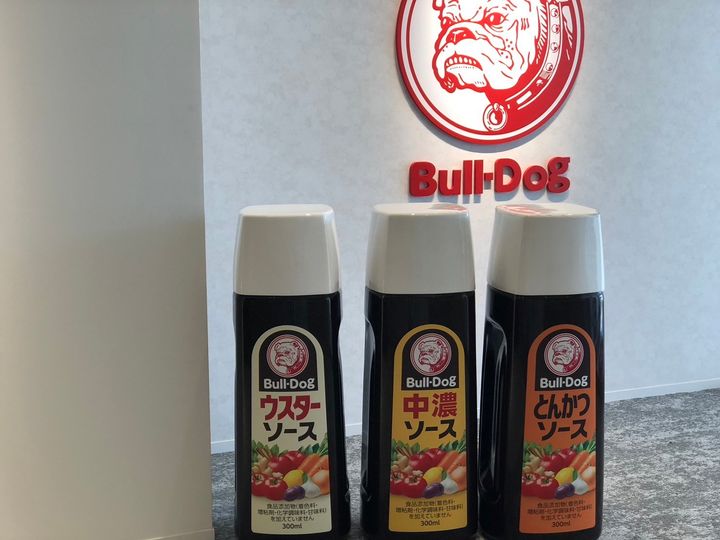 Bull-Dog
Bull-Dog
ウスター
ソース
食品添加物(着色料・
増粘剤・化学調味料・甘味料)
を加えていません
300ml
Bull-Dog
中濃
ソース
食品添加物(着色料・
増粘剤・化学調味料・甘味料)
を加えていません
300ml
Bull-Dog
とんかつ
ソース
食品添加物(着色料・
増粘剤・化学調味料・甘味料)
を加えていません
300ml